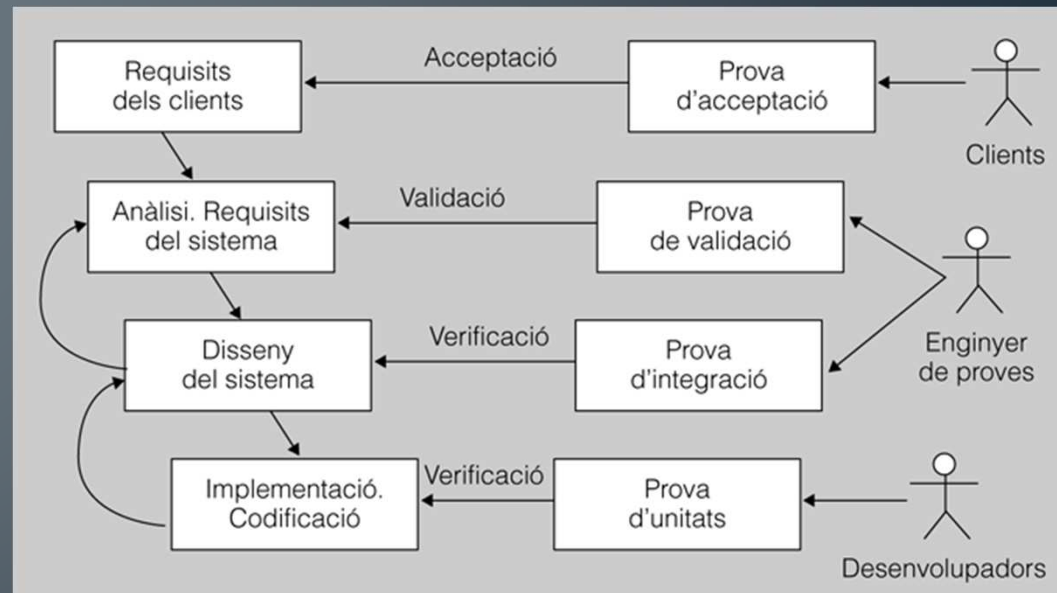 Requisits
dels clients
Acceptació
Prova
d'acceptació
Clients
Anàlisi. Requisits
del sistema
Validació
Prova
de validació
Enginyer
de proves
Disseny
del sistema
Verificació
Prova
d'integració
Implementació.
Codificació
Verificació
Prova
d'unitats
Desenvolupadors